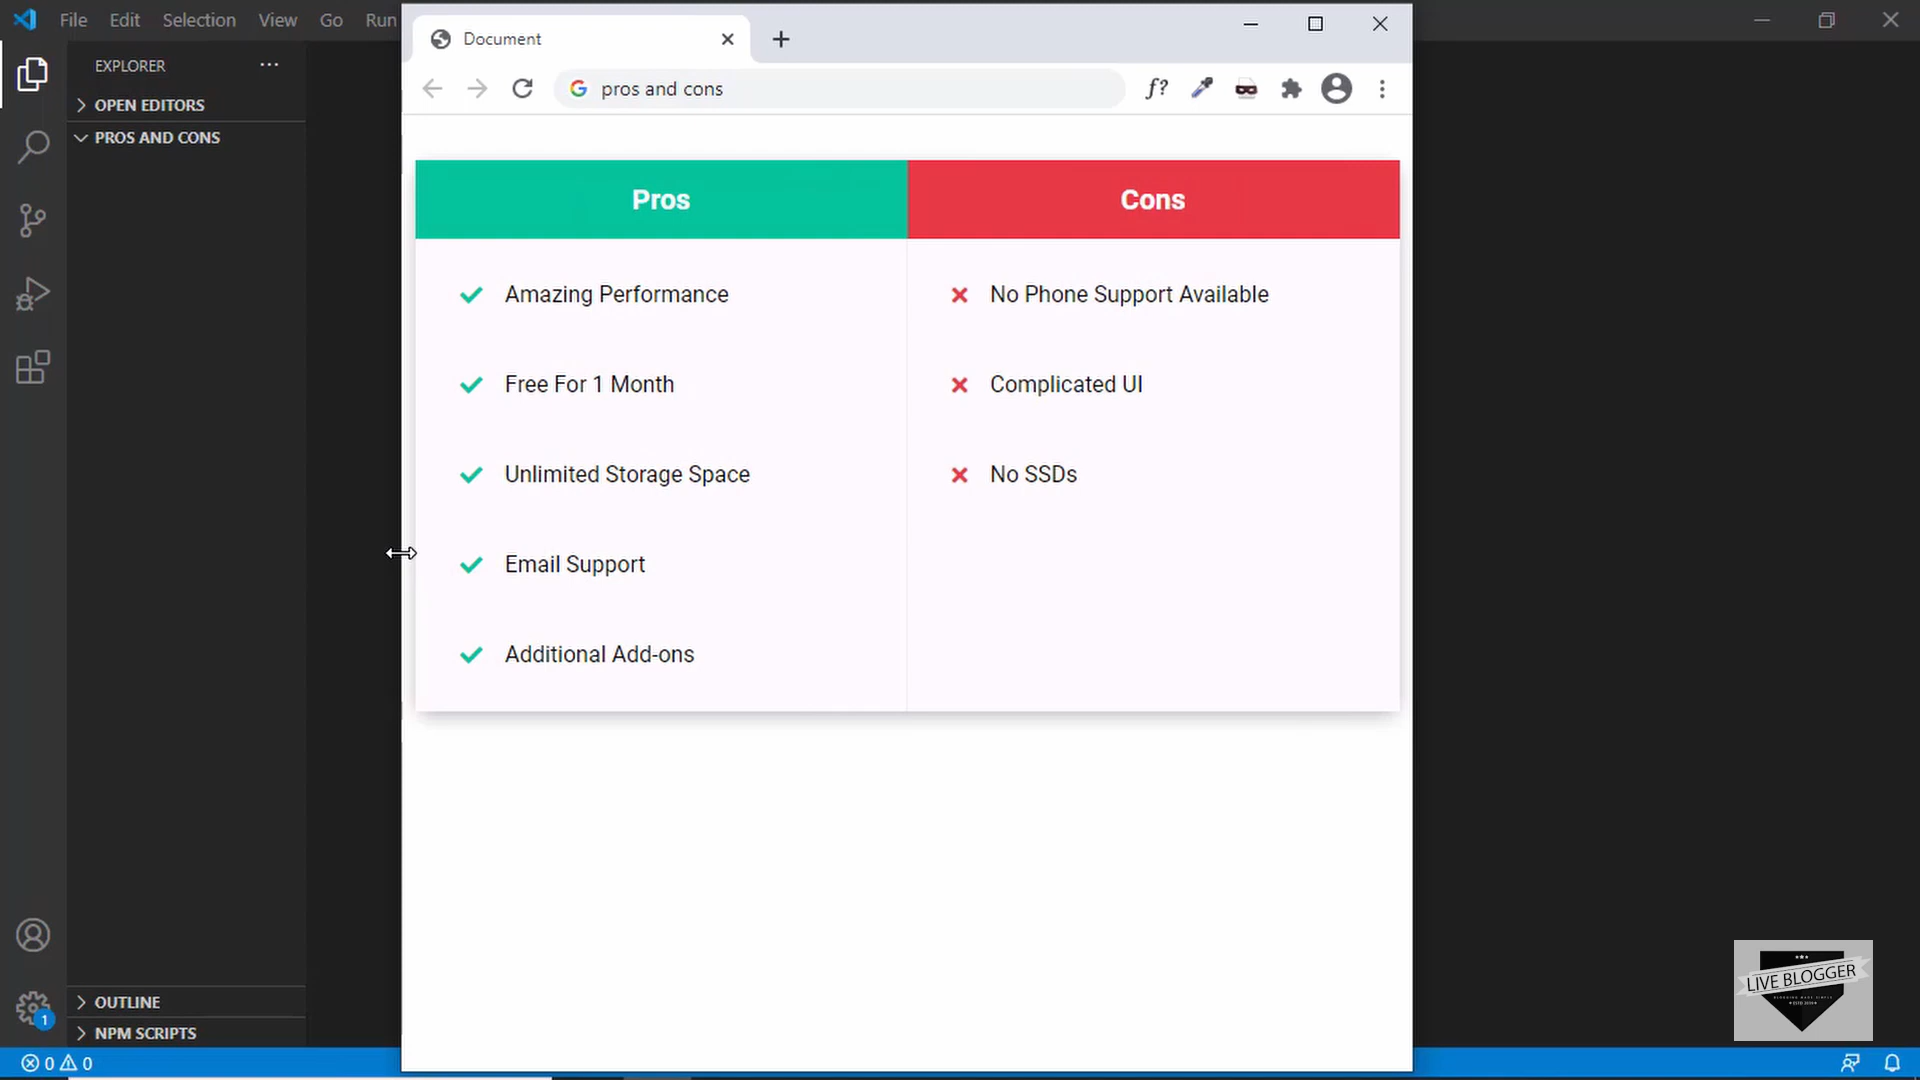 File Edit Selection View Go Run
EXPLORER ...
OPEN EDITORS
PROS AND CONS
OUTLINE
NPM SCRIPTS
1
0 0
Document
pros and cons
f?
Pros
Amazing Performance
Free For 1 Month
Unlimited Storage Space
Email Support
Additional Add-ons
Cons
No Phone Support Available
Complicated UI
No SSDs
LIVE BLOGGER